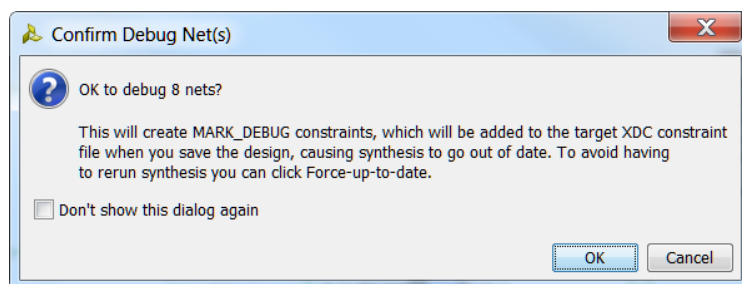 Confirm Debug Net(s)
OK to debug 8 nets?
This will create MARK_DEBUG constraints, which will be added to the target XDC constraint
file when you save the design, causing synthesis to go out of date. To avoid having
to rerun synthesis you can click Force-up-to-date.
Don't show this dialog again
OK Cancel